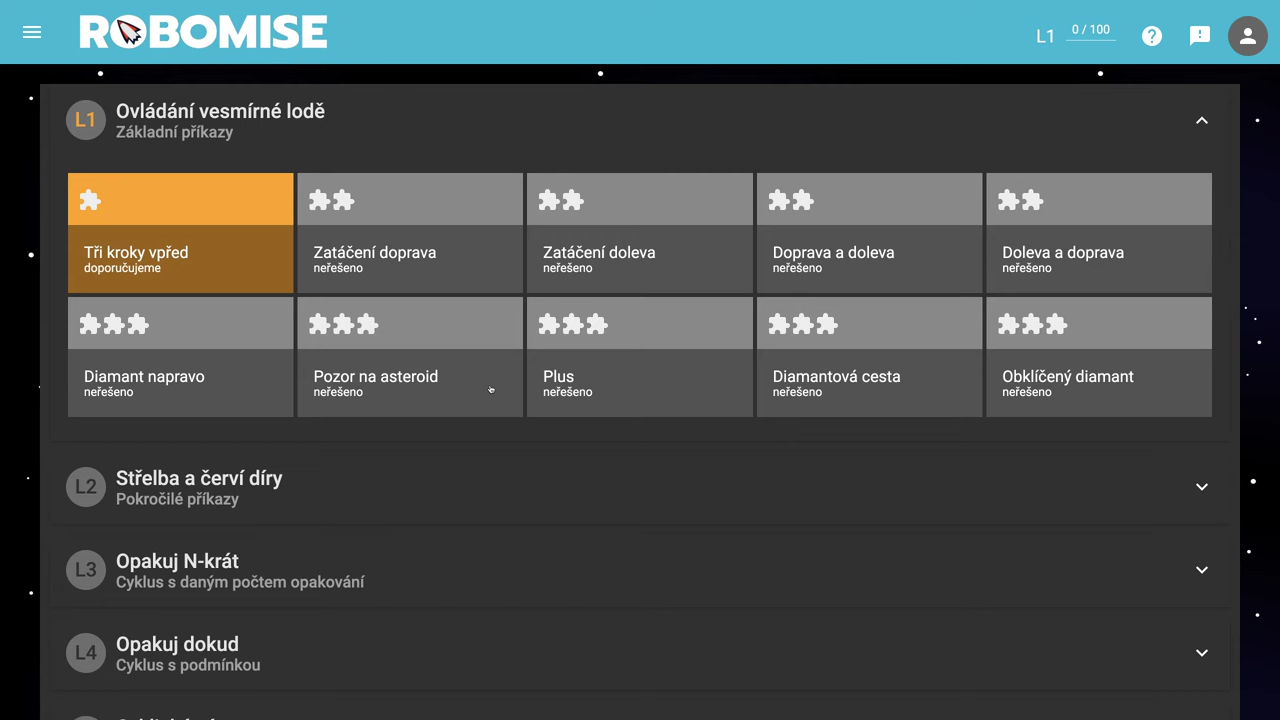 ROBOMISE
L1 0 / 100
L1 Ovládání vesmírné lodě
Základní příkazy
Tři kroky vpřed
doporučujeme
Zatáčení doprava
neřešeno
Zatáčení doleva
neřešeno
Doprava a doleva
neřešeno
Doleva a doprava
neřešeno
Diamant napravo
neřešeno
Pozor na asteroid
neřešeno
Plus
neřešeno
Diamantová cesta
neřešeno
Obklíčený diamant
neřešeno
L2 Střelba a červí díry
Pokročilé příkazy
L3 Opakuj N-krát
Cyklus s daným počtem opakování
L4 Opakuj dokud
Cyklus s podmínkou